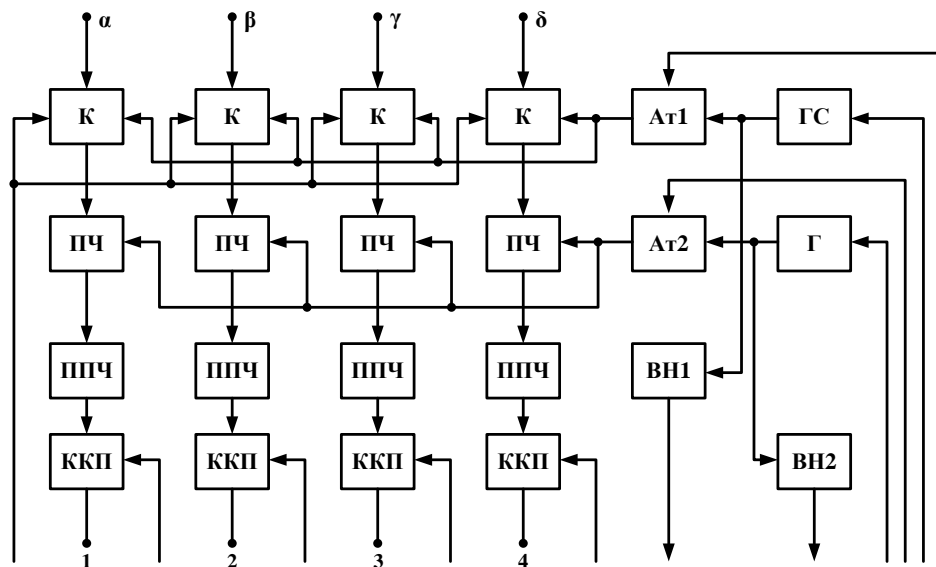 α β γ δ
К К К К Ат1 ГС
ПЧ ПЧ ПЧ ПЧ Ат2 Г
ППЧ ППЧ ППЧ ППЧ ВН1
ККП ККП ККП ККП ВН2
1 2 3 4